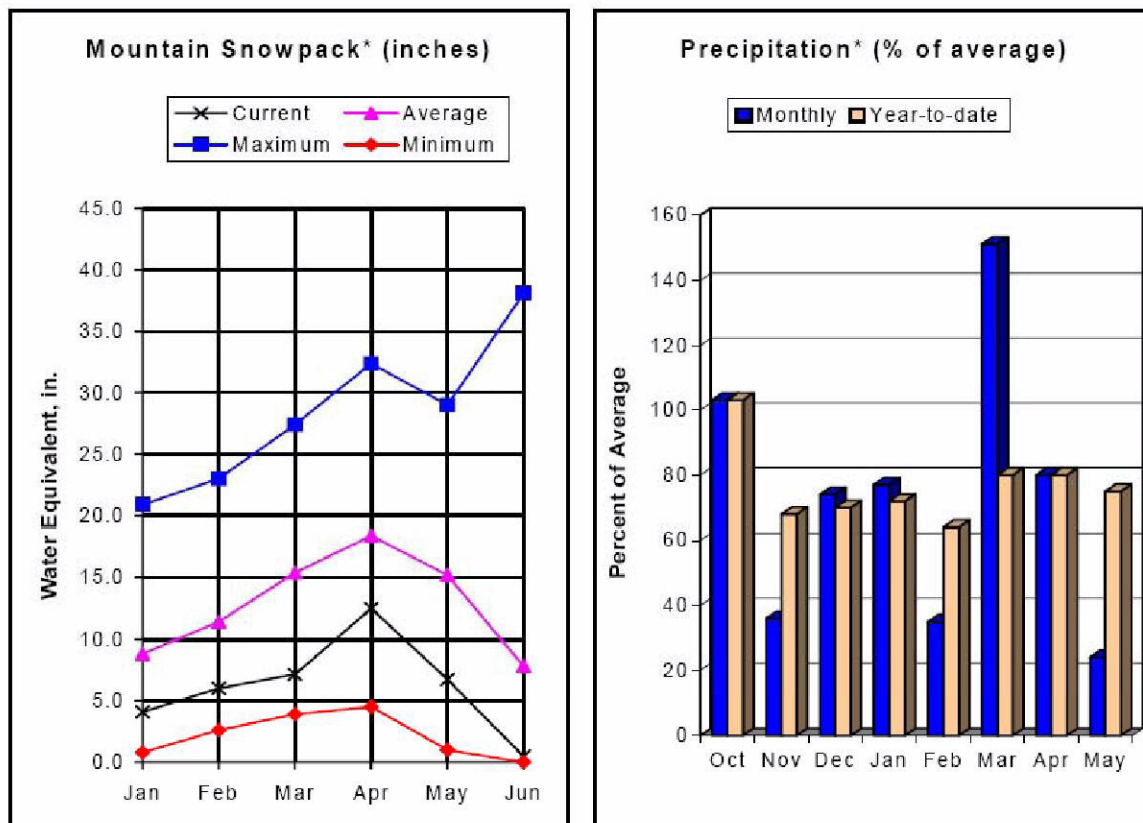 Mountain Snowpack* (inches)
Current Average
Maximum Minimum
Water Equivalent, in.
45.0
40.0
35.0
30.0
25.0
20.0
15.0
10.0
5.0
0.0
Jan Feb Mar Apr May Jun
Precipitation* (% of average)
Monthly Year-to-date
Percent of Average
160
140
120
100
80
60
40
20
0
Oct Nov Dec Jan Feb Mar Apr May